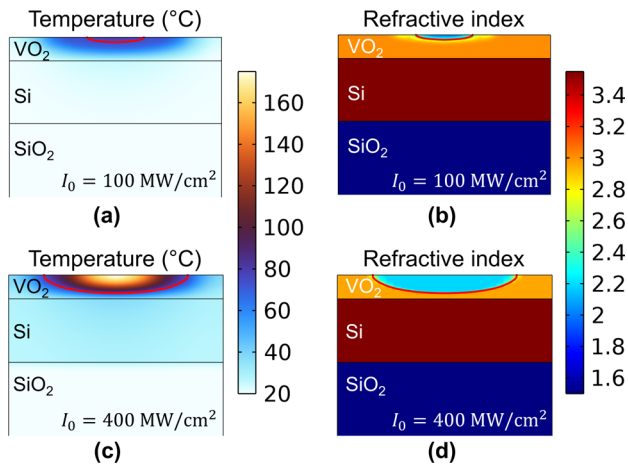 Temperature (°C)
VO₂
Si
SiO₂
I₀ = 100 MW/cm²
(a)
160
140
120
100
80
60
40
20
Refractive index
VO₂
Si
SiO₂
I₀ = 100 MW/cm²
(b)
3.4
3.2
3
2.8
2.6
2.4
2.2
2
1.8
1.6
Temperature (°C)
VO₂
Si
SiO₂
I₀ = 400 MW/cm²
(c)
Refractive index
VO₂
Si
SiO₂
I₀ = 400 MW/cm²
(d)